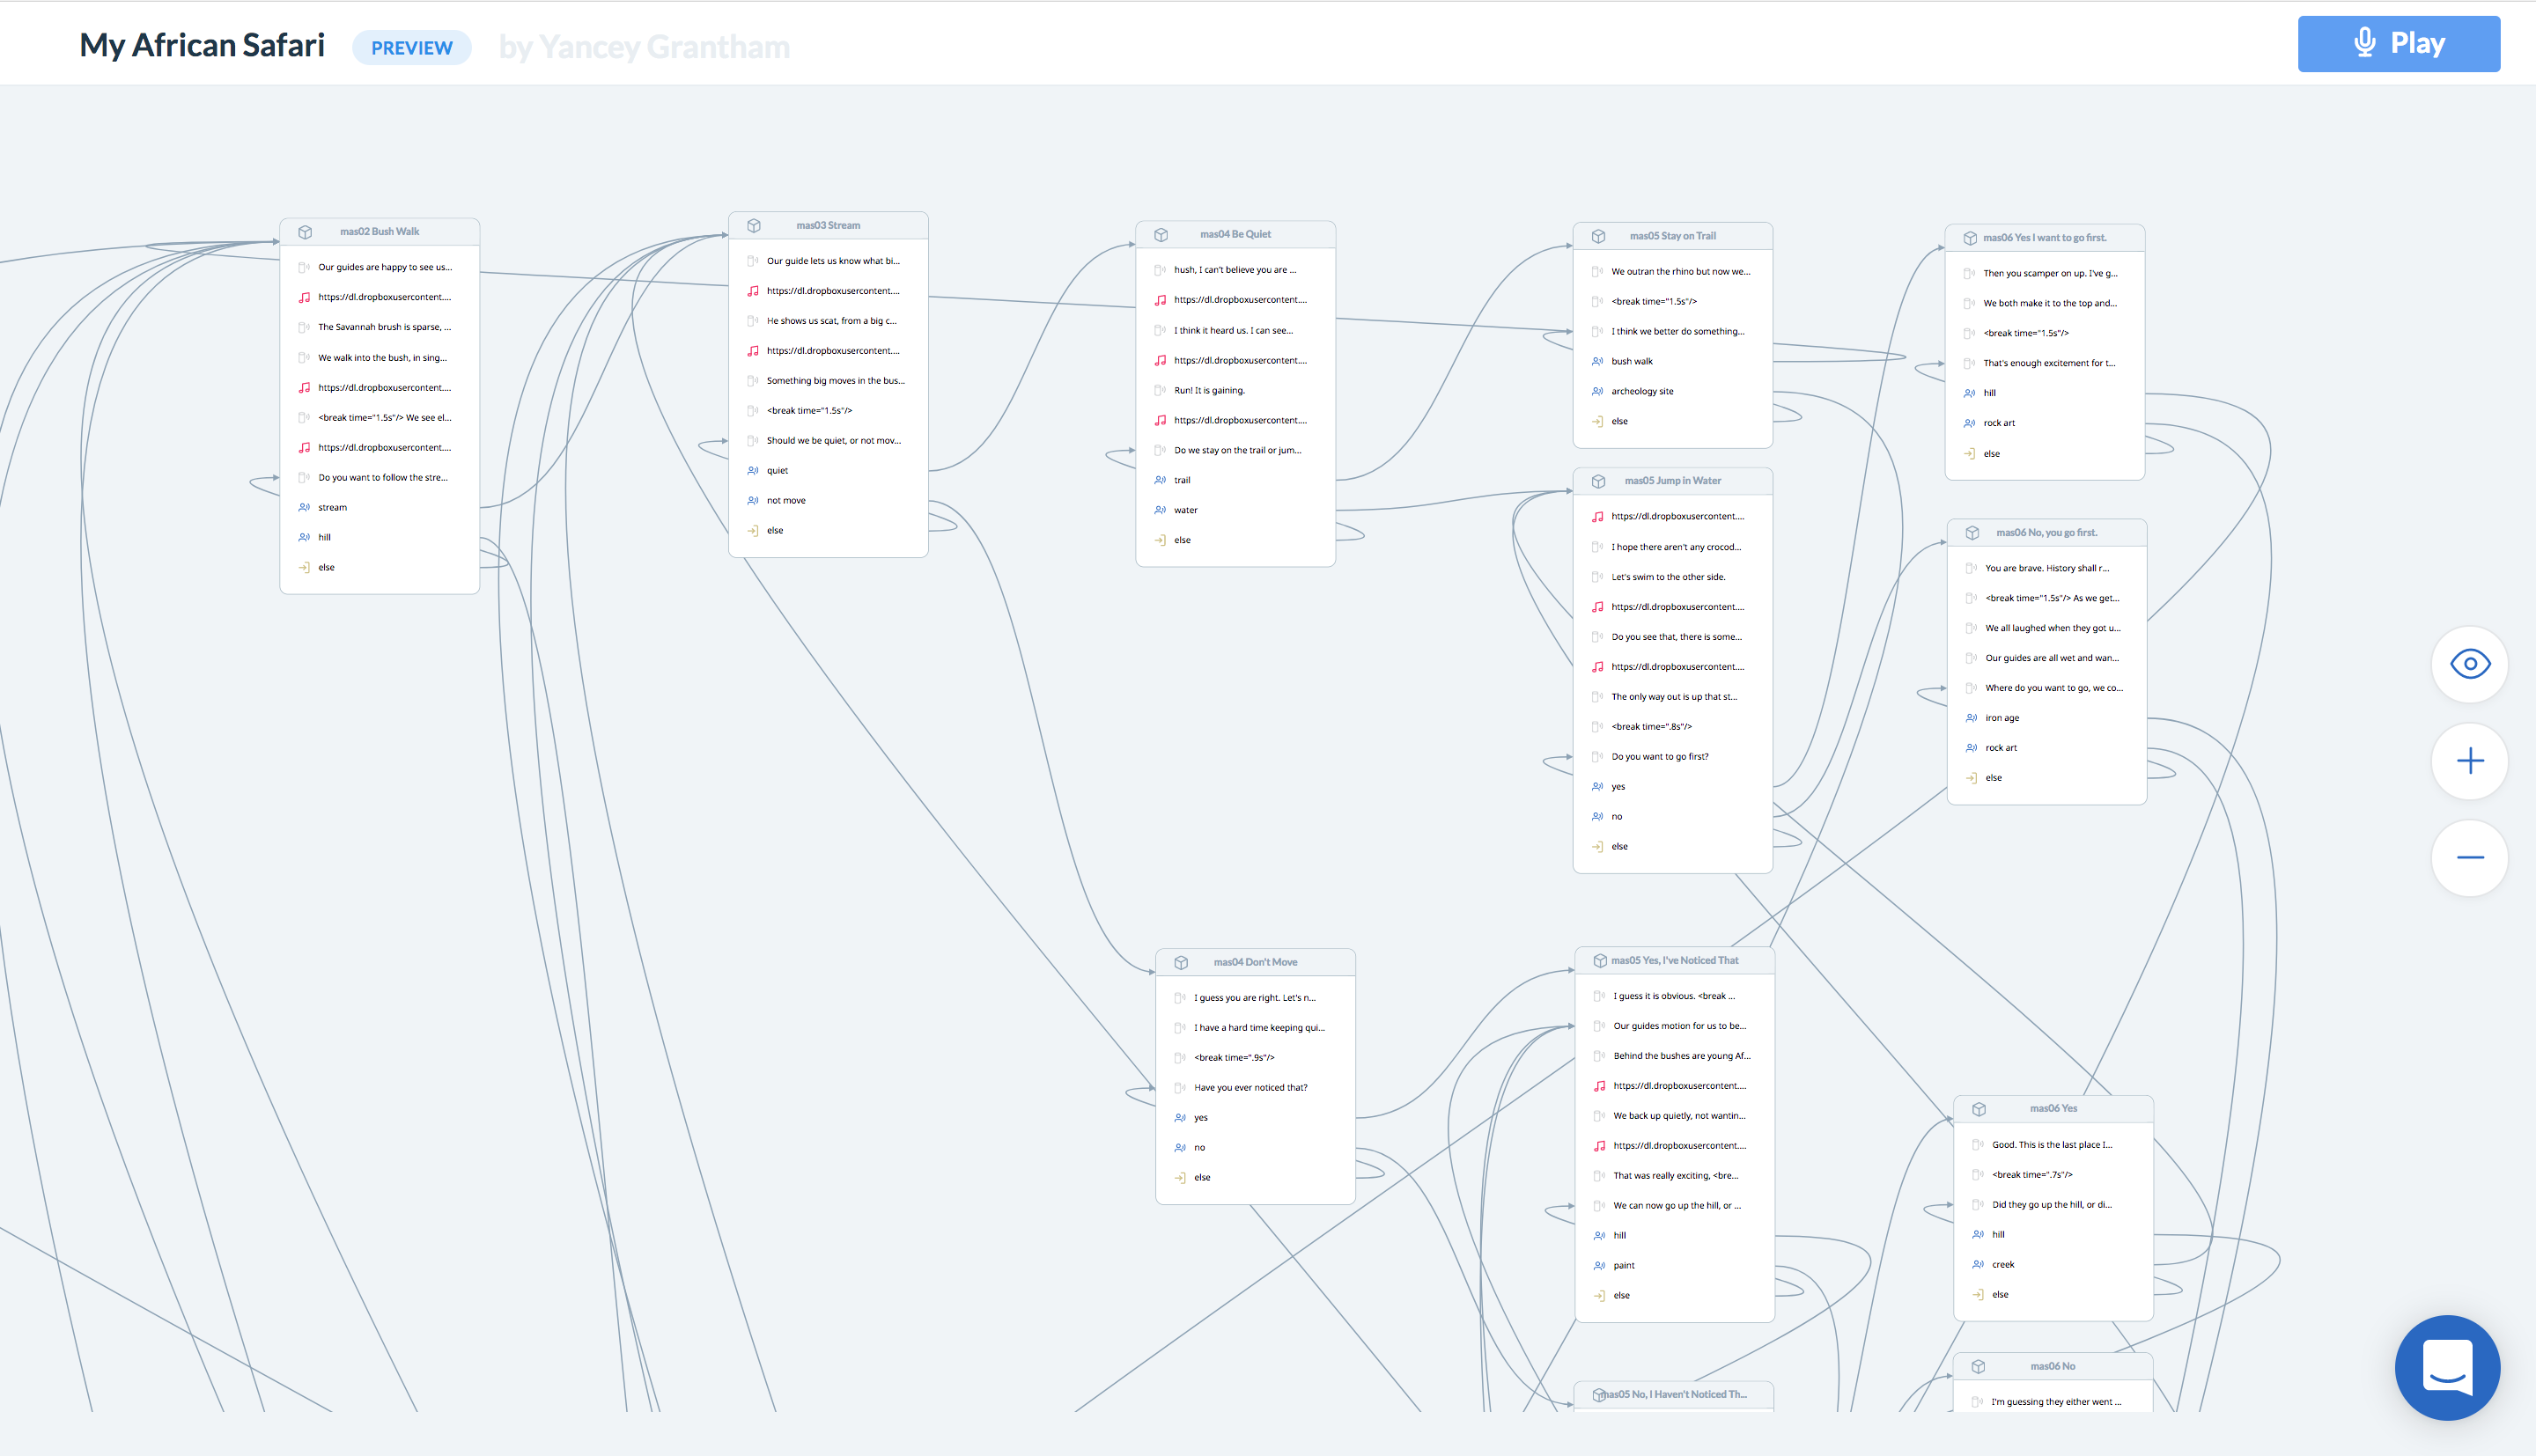 My African Safari
PREVIEW
by Yancey Grantham
Play
mas02 Bush Walk
Our guides are happy to see us...
https://dl.dropboxusercontent....
The Savannah brush is sparse, ...
We walk into the bush, in sing...
https://dl.dropboxusercontent....
<break time="1.5s"/> We see el...
https://dl.dropboxusercontent....
Do you want to follow the stre...
stream
hill
else
mas03 Stream
Our guide lets us know what bi...
https://dl.dropboxusercontent....
He shows us scat, from a big c...
https://dl.dropboxusercontent....
Something big moves in the bus...
<break time="1.5s"/>
Should we be quiet, or not mov...
quiet
not move
else
mas04 Be Quiet
hush, I can't believe you are ...
https://dl.dropboxusercontent....
I think it heard us. I can see...
https://dl.dropboxusercontent....
Run! It is gaining.
https://dl.dropboxusercontent....
Do we stay on the trail or jum...
trail
water
else
mas05 Stay on Trail
We outran the rhino but now we...
<break time="1.5s"/>
I think we better do something...
bush walk
archeology site
else
mas06 Yes I want to go first.
Then you scamper on up. I've g...
We both make it to the top and...
<break time="1.5s"/>
That's enough excitement for t...
hill
rock art
else
mas05 Jump in Water
https://dl.dropboxusercontent....
I hope there aren't any crocod...
Let's swim to the other side.
https://dl.dropboxusercontent....
Do you see that, there is some...
https://dl.dropboxusercontent....
The only way out is up that st...
<break time=".8s"/>
Do you want to go first?
yes
no
else
mas06 No, you go first.
You are brave. History shall r...
<break time="1.5s"/> As we get...
We all laughed when they got u...
Our guides are all wet and wan...
Where do you want to go, we co...
iron age
rock art
else
mas04 Don't Move
I guess you are right. Let's n...
I have a hard time keeping qui...
<break time=".9s"/>
Have you ever noticed that?
yes
no
else
mas05 Yes, I've Noticed That
I guess it is obvious. <break ...
Our guides motion for us to be...
Behind the bushes are young Af...
https://dl.dropboxusercontent....
We back up quietly, not wantin...
https://dl.dropboxusercontent....
That was really exciting, <bre...
We can now go up the hill, or ...
hill
paint
else
mas06 Yes
Good. This is the last place I...
<break time=".7s"/>
Did they go up the hill, or di...
hill
creek
else
mas05 No, I Haven't Noticed Th...
mas06 No
I'm guessing they either went ...